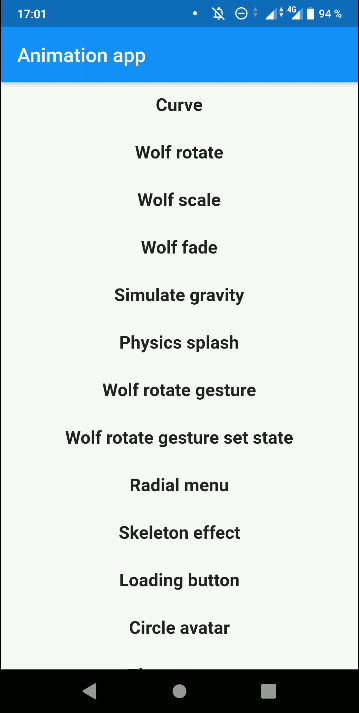 17:01 4G 94 %
Animation app
Curve
Wolf rotate
Wolf scale
Wolf fade
Simulate gravity
Physics splash
Wolf rotate gesture
Wolf rotate gesture set state
Radial menu
Skeleton effect
Loading button
Circle avatar